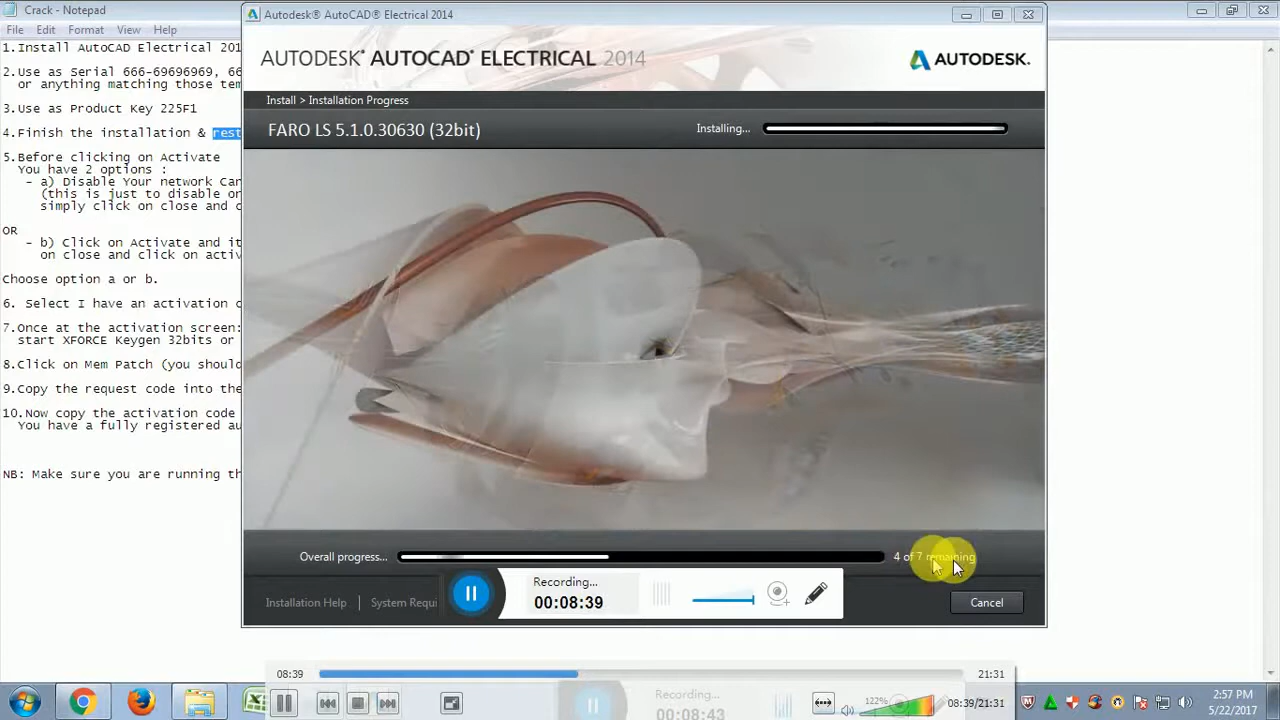 Crack - Notepad
File Edit Format View Help
1.Install AutoCAD Electrical 201
2.Use as Serial 666-69696969, 66
or anything matching those tem
3.Use as Product Key 225F1
4.Finish the installation & rest
5.Before clicking on Activate
You have 2 options :
- a) Disable Your network Car
(this is just to disable on
simply click on close and c
OR
- b) Click on Activate and it
on close and click on activ
Choose option a or b.
6. Select I have an activation c
7.Once at the activation screen:
start XFORCE Keygen 32bits or
8.Click on Mem Patch (you should
9.Copy the request code into the
10.Now copy the activation code
You have a fully registered au
NB: Make sure you are running th
Autodesk® AutoCAD® Electrical 2014
AUTODESK® AUTOCAD® ELECTRICAL 2014
AUTODESK.
Install > Installation Progress
FARO LS 5.1.0.30630 (32bit)
Installing...
Overall progress...
4 of 7 remaining
Installation Help
System Requi
Cancel
Recording...
00:08:39
08:39
21:31
Recording...
00:08:43
122%
08:39/21:31
2:57 PM
5/22/2017